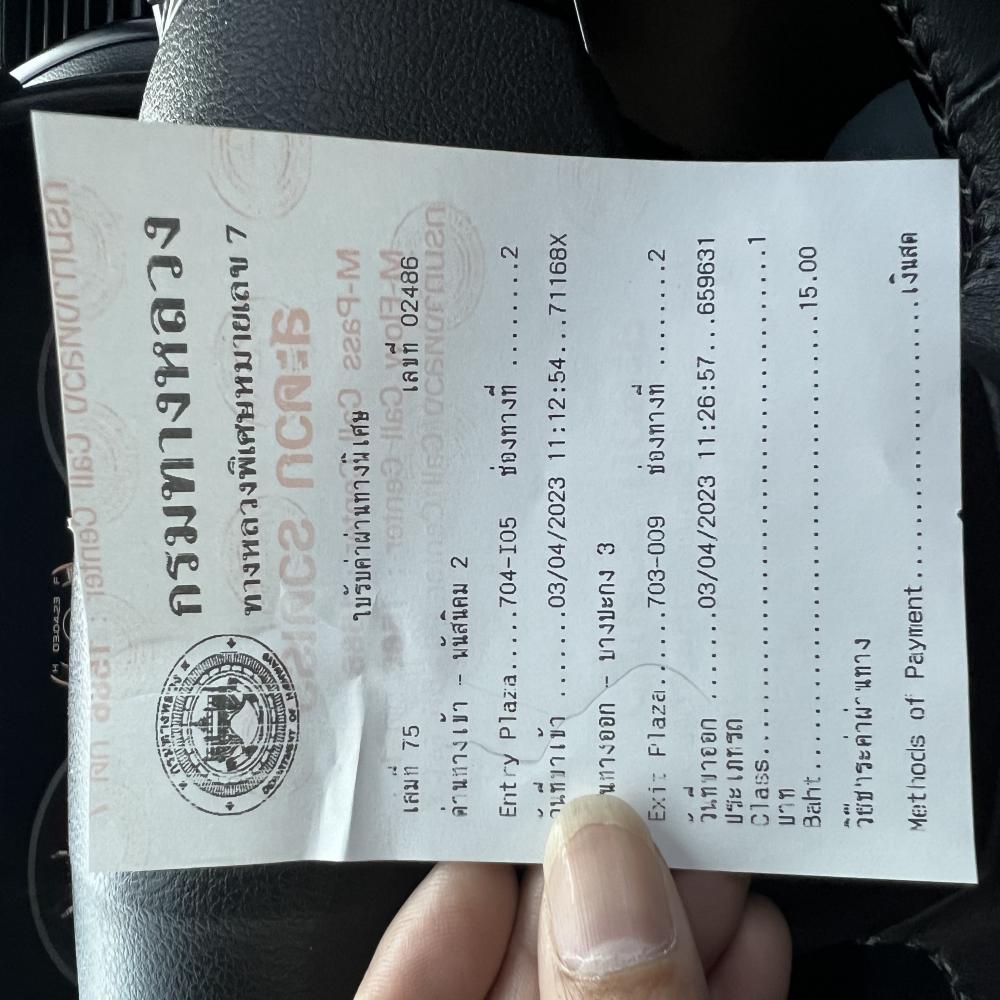 กรมทางหลวง
ทางหลวงพิเศษหมายเลข 7
ใบรับค่าผ่านทางพิเศษ
เล่มที่ 75 เลขที่ 02486
ด่านทางเข้า - พนัสนิคม 2
Entry Plaza....704-I05 ช่องทางที่ ........2
วันที่ขาเข้า .......03/04/2023 11:12:54...71168X
นทางออก - บางปะกง 3
Exit Plaza.....703-009 ช่องทางที่ ........2
วันที่ขาออก .......03/04/2023 11:26:57...659631
ประเภทรถ
Class..................................1
บาท
Baht..................................15.00
วิธีชำระค่าผ่านทาง
Methods of Payment....................เงินสด